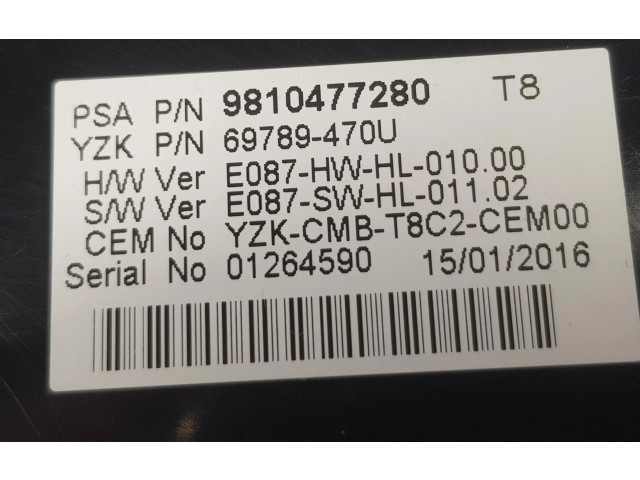 PSA P/N 9810477280 T8
YZK P/N 69789-470U
H/W Ver E087-HW-HL-010.00
S/W Ver E087-SW-HL-011.02
CEM No YZK-CMB-T8C2-CEM00
Serial No 01264590 15/01/2016